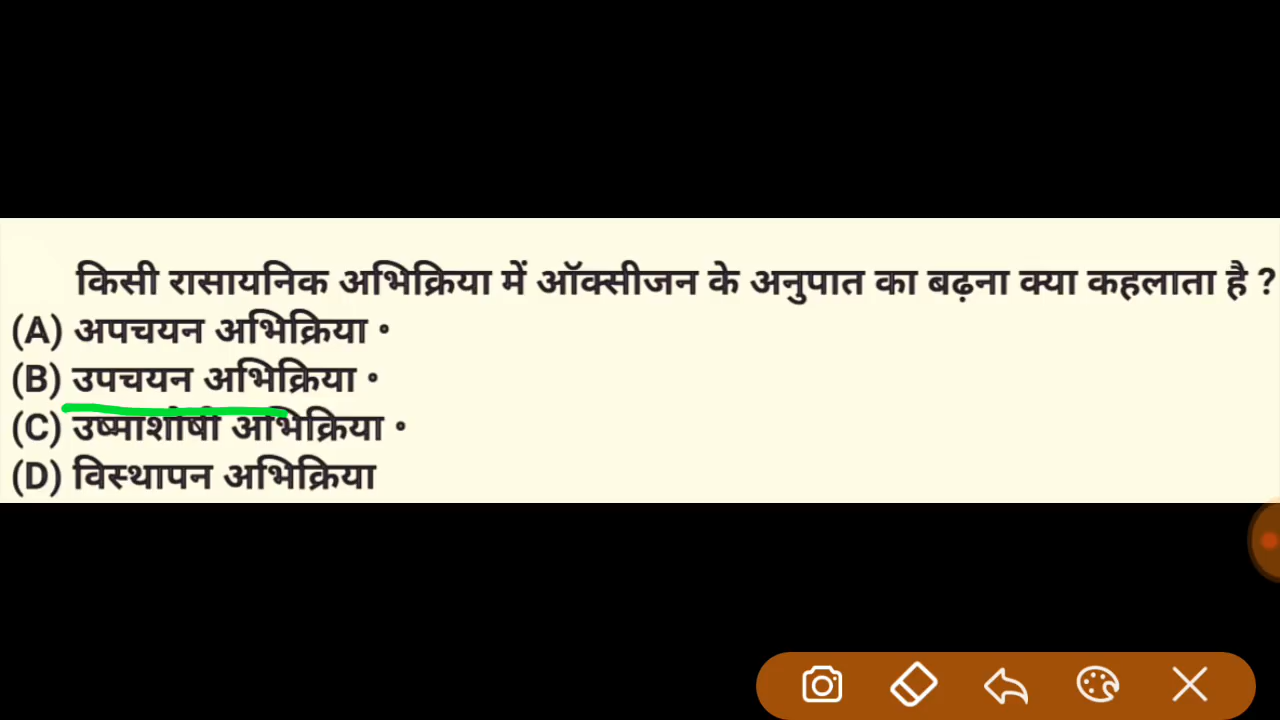 किसी रासायनिक अभिक्रिया में ऑक्सीजन के अनुपात का बढ़ना क्या कहलाता है ?
(A) अपचयन अभिक्रिया •
(B) उपचयन अभिक्रिया •
(C) उष्माशोषी अभिक्रिया •
(D) विस्थापन अभिक्रिया